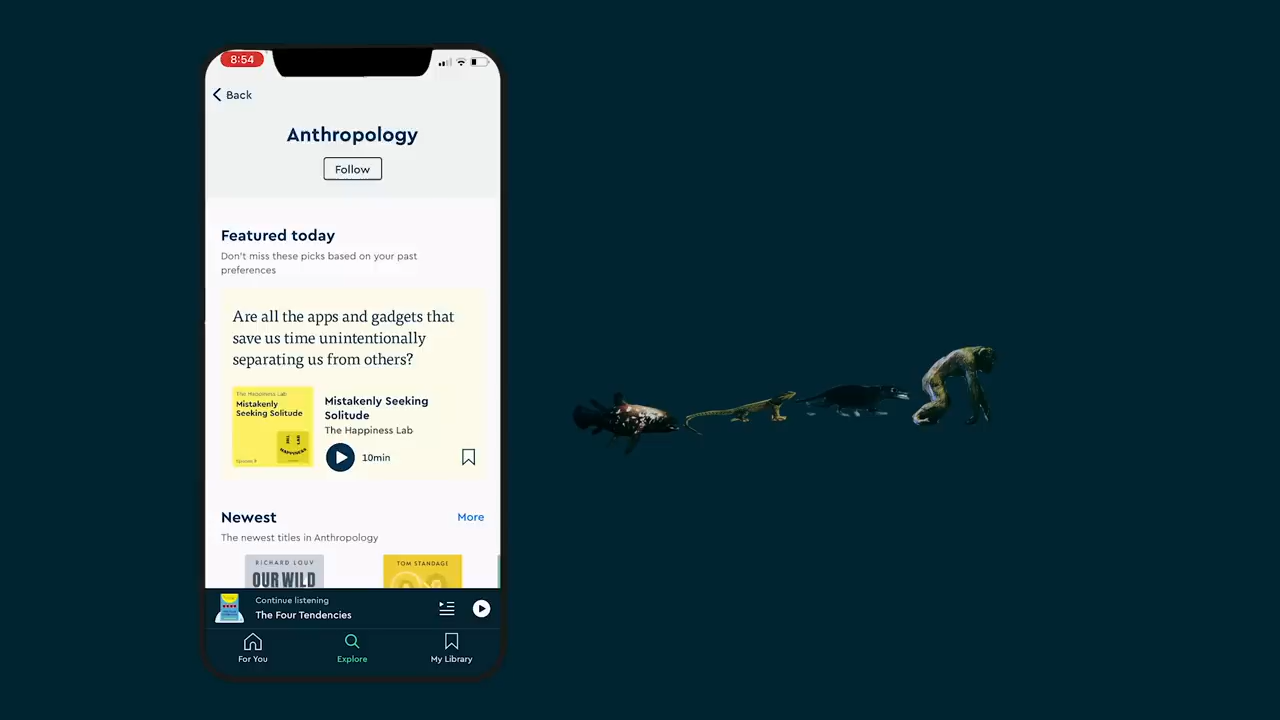 8:54
Back
Anthropology
Follow
Featured today
Don't miss these picks based on your past
preferences
Are all the apps and gadgets that
save us time unintentionally
separating us from others?
The Happiness Lab
Mistakenly
Seeking Solitude
HAPPINESS
LAB
Mistakenly Seeking
Solitude
The Happiness Lab
10min
Newest
More
The newest titles in Anthropology
RICHARD LOUV
OUR WILD
TOM STANDAGE
Continue listening
The Four Tendencies
For You
Explore
My Library